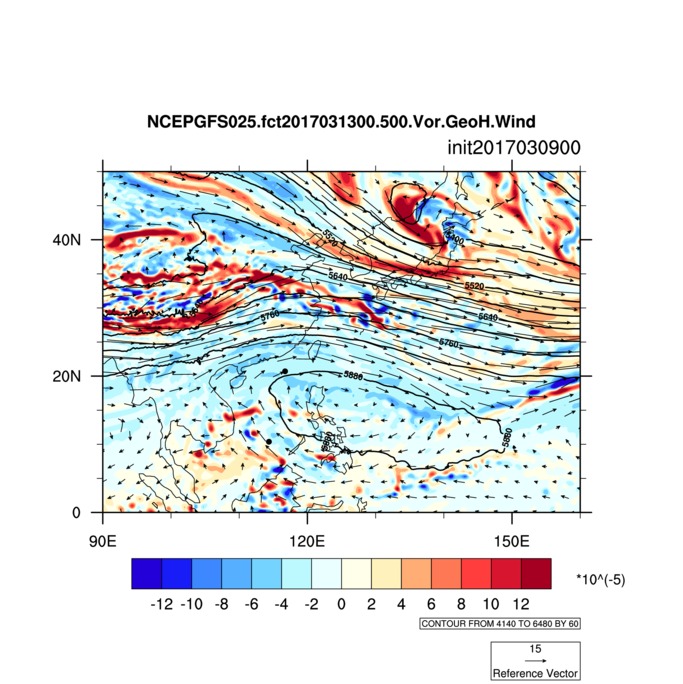 NCEPGFS025.fct2017031300.500.Vor.GeoH.Wind
init2017030900
5520
5400
40N
5640
5520
5760
5640
5760
20N
5880
5880
5880
0
90E 120E 150E
*10^(-5)
-12 -10 -8 -6 -4 -2 0 2 4 6 8 10 12
CONTOUR FROM 4140 TO 6480 BY 60
15
Reference Vector